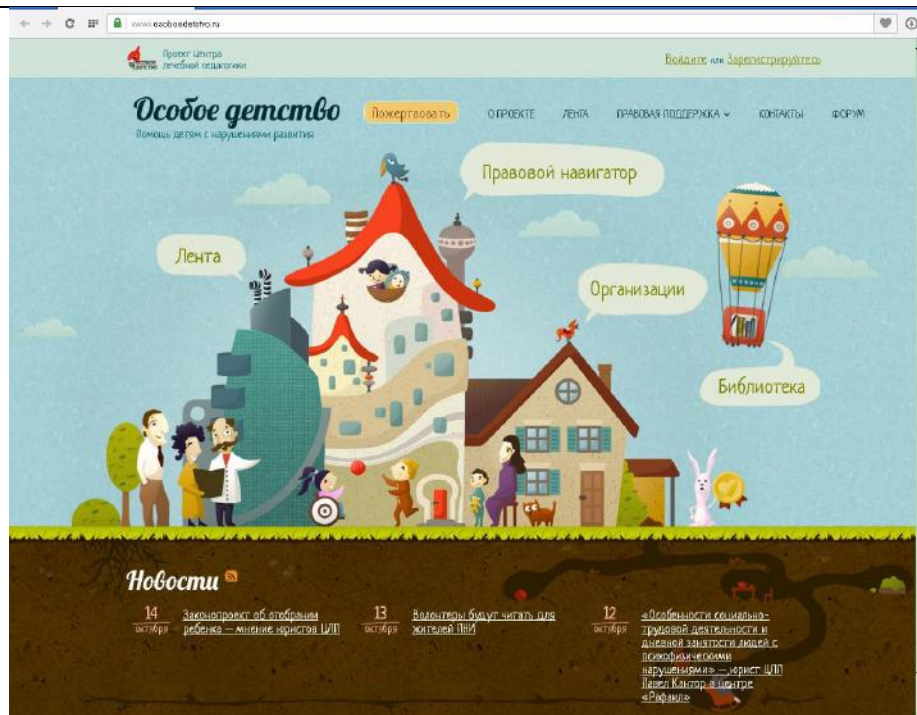 www.osoboedetstvo.ru
Проект Центра
лечебной педагогики
Войдите или Зарегистрируйтесь
Особое детство
Помощь детям с нарушениями развития
Пожертвовать
О ПРОЕКТЕ
ЛЕНТА
ПРАВОВАЯ ПОДДЕРЖКА
КОНТАКТЫ
ФОРУМ
Правовой навигатор
Лента
Организации
Библиотека
Новости
14
октября
Законопроект об отобрании
ребенка — мнение юристов ЦЛП
13
октября
Волонтеры будут читать для
жителей ПНИ
12
октября
«Особенности социально-
трудовой деятельности и
дневной занятости людей с
психофизическими
нарушениями» — юрист ЦЛП
Павел Кантор в центре
«Рафаил»